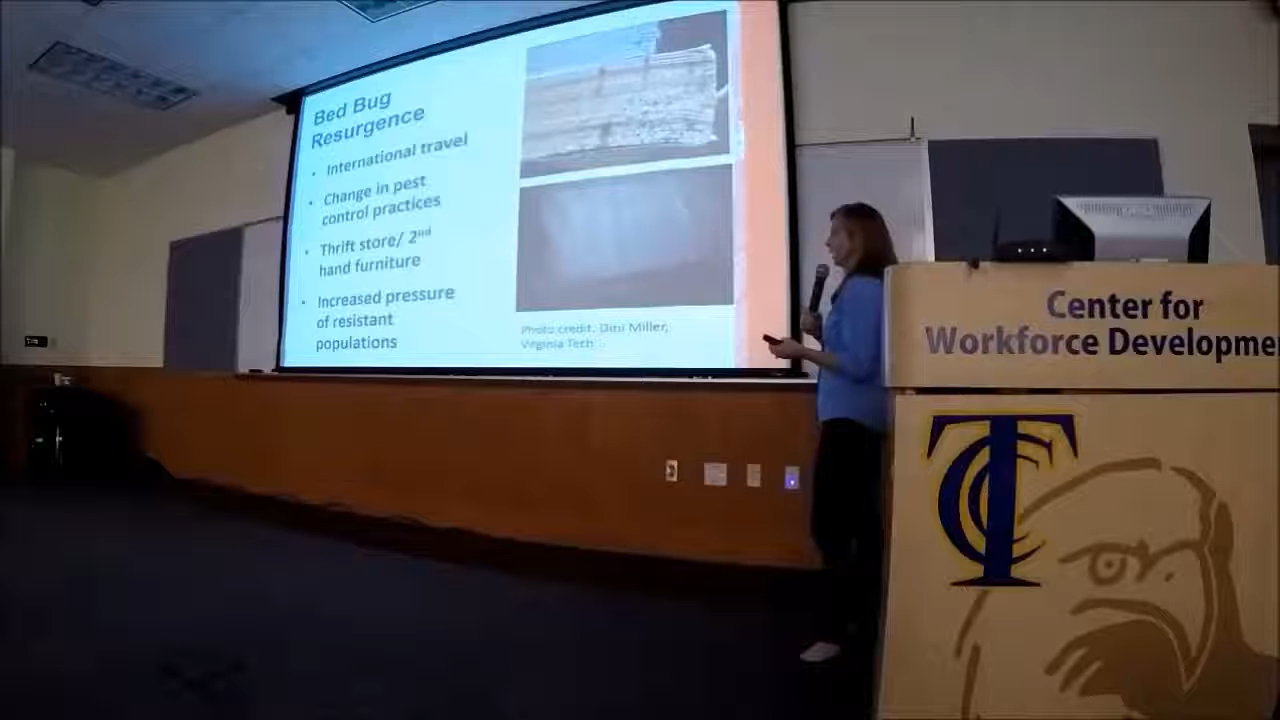 Bed Bug
Resurgence
• International travel
• Change in pest
control practices
• Thrift store/ 2nd
hand furniture
• Increased pressure
of resistant
populations
Photo credit: Dini Miller,
Virginia Tech
Center for
Workforce Developme
TCC